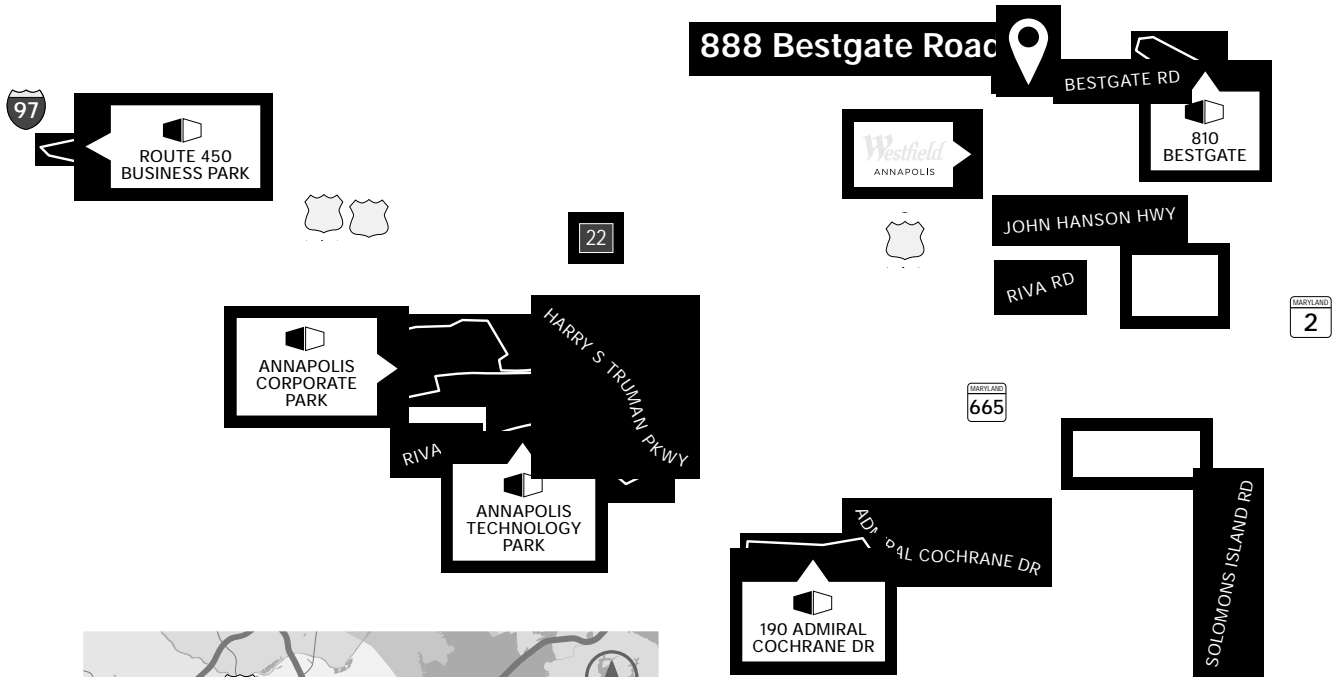 888 Bestgate Road
BESTGATE RD
97
ROUTE 450
BUSINESS PARK
810
BESTGATE
Westfield
ANNAPOLIS
22
JOHN HANSON HWY
RIVA RD
MARYLAND
2
HARRY S TRUMAN PKWY
ANNAPOLIS
CORPORATE
PARK
MARYLAND
665
RIVA
ANNAPOLIS
TECHNOLOGY
PARK
COCHRANE DR
SOLOMONS ISLAND RD
190 ADMIRAL
COCHRANE DR